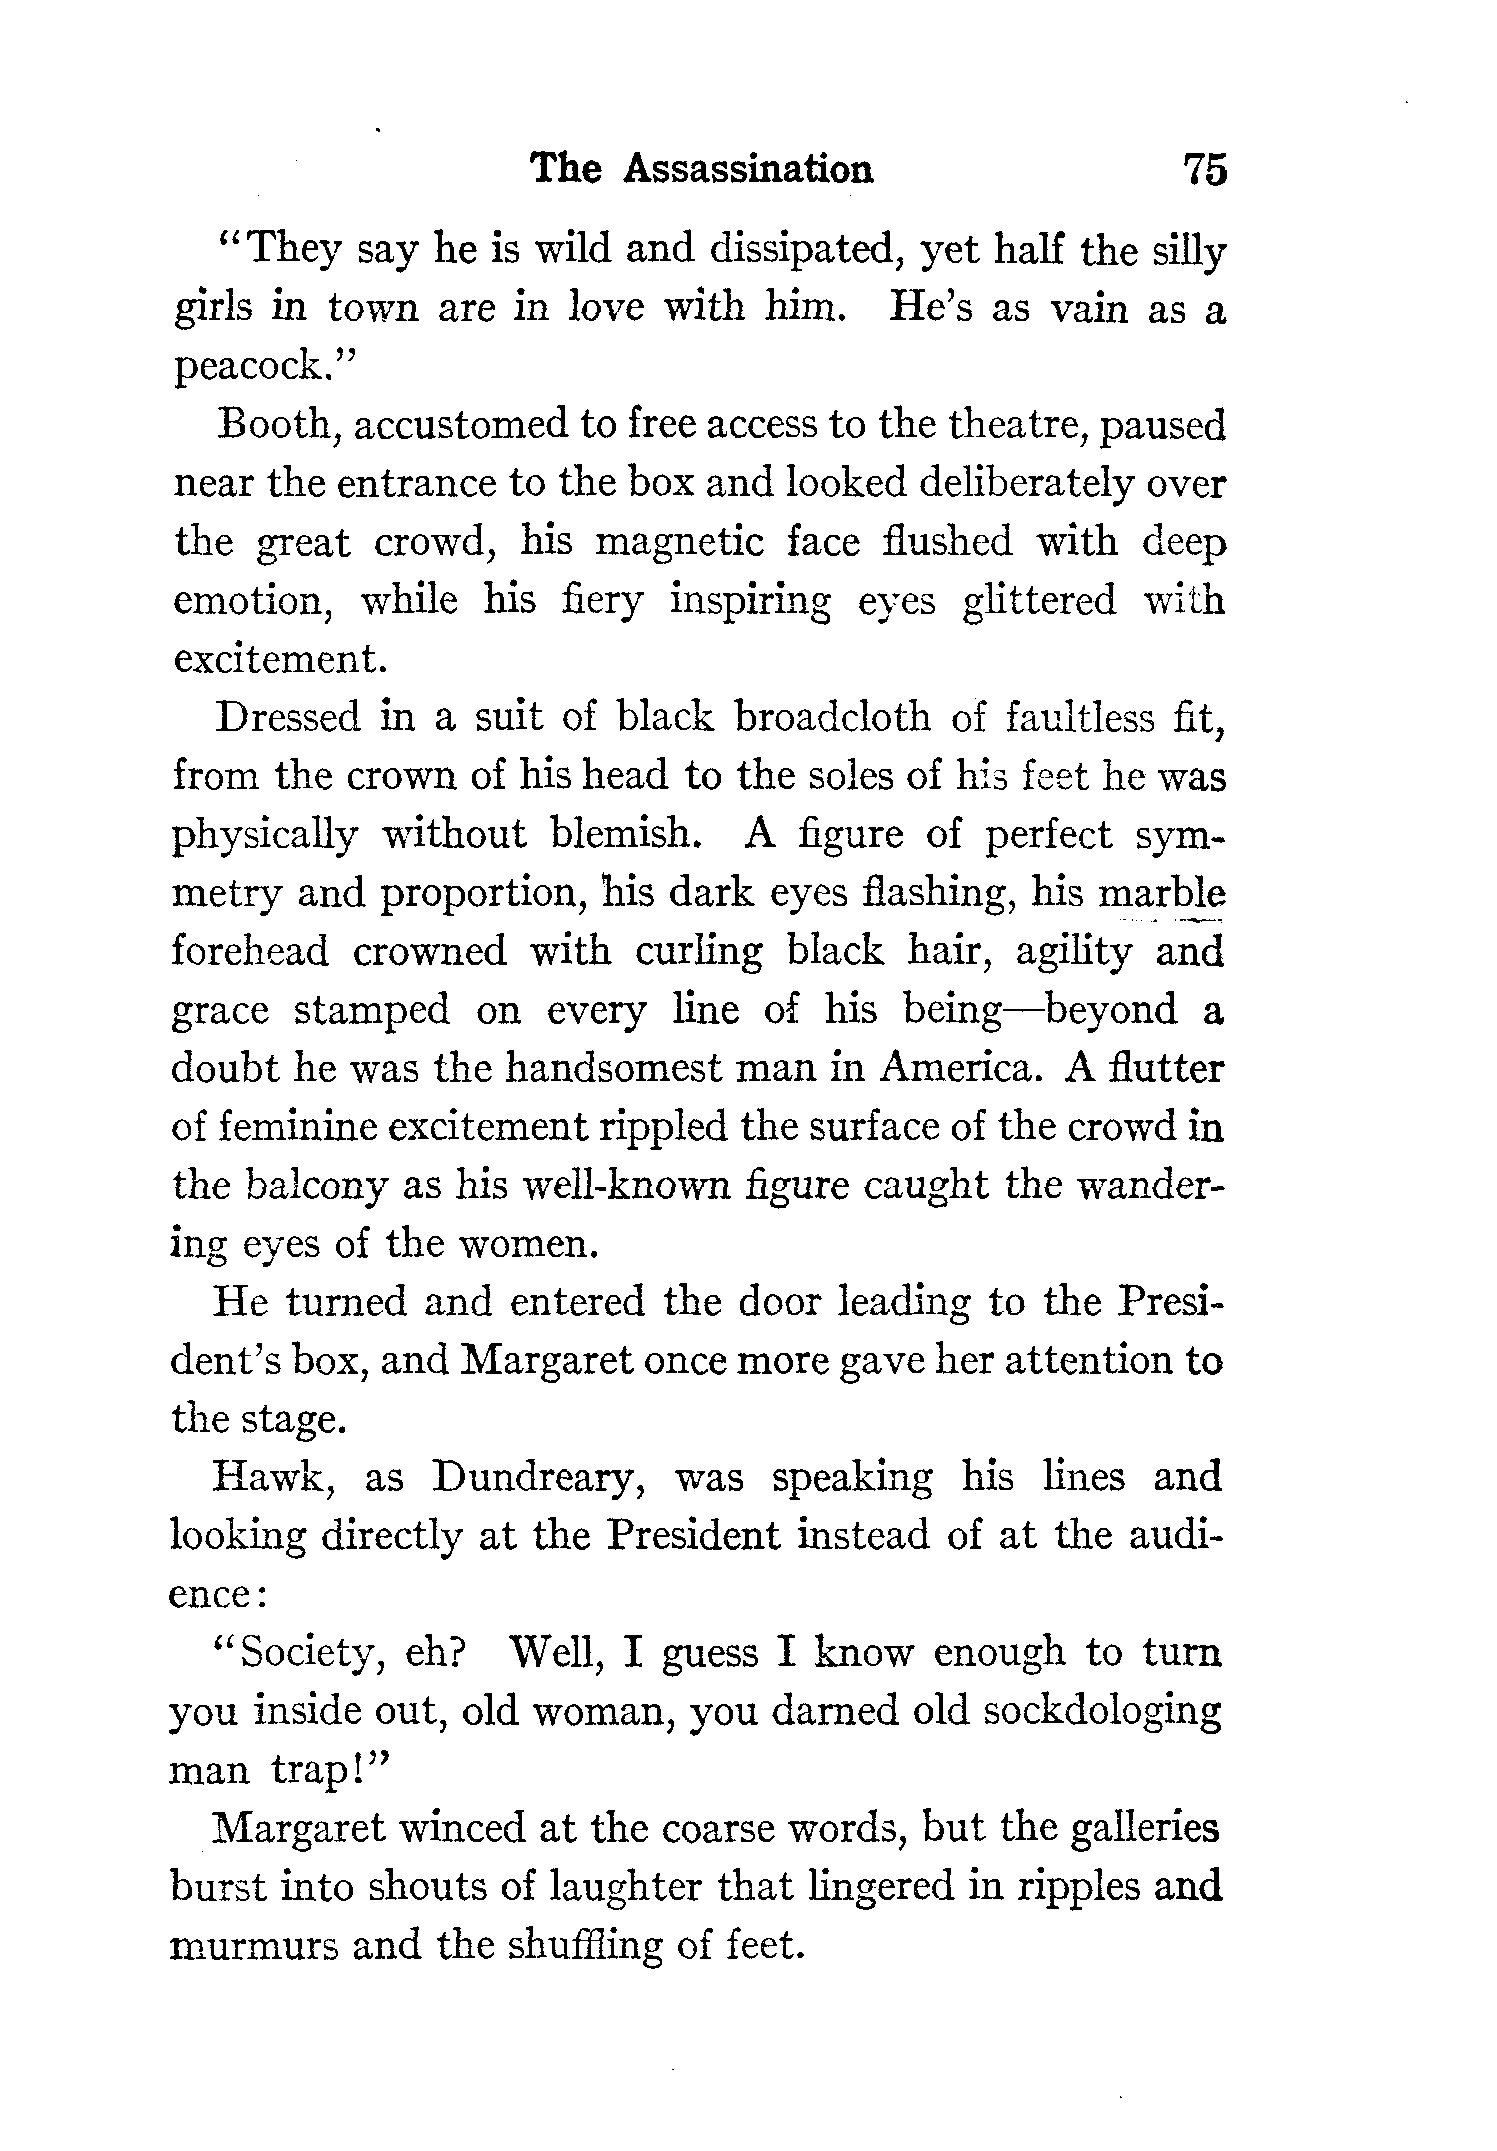 The Assassination 75
"They say he is wild and dissipated, yet half the silly
girls in town are in love with him. He's as vain as a
peacock."
Booth, accustomed to free access to the theatre, paused
near the entrance to the box and looked deliberately over
the great crowd, his magnetic face flushed with deep
emotion, while his fiery inspiring eyes glittered with
excitement.
Dressed in a suit of black broadcloth of faultless fit,
from the crown of his head to the soles of his feet he was
physically without blemish. A figure of perfect sym-
metry and proportion, his dark eyes flashing, his marble
forehead crowned with curling black hair, agility and
grace stamped on every line of his being—beyond a
doubt he was the handsomest man in America. A flutter
of feminine excitement rippled the surface of the crowd in
the balcony as his well-known figure caught the wander-
ing eyes of the women.
He turned and entered the door leading to the Presi-
dent's box, and Margaret once more gave her attention to
the stage.
Hawk, as Dundreary, was speaking his lines and
looking directly at the President instead of at the audi-
ence:
"Society, eh? Well, I guess I know enough to turn
you inside out, old woman, you darned old sockdologing
man trap!"
Margaret winced at the coarse words, but the galleries
burst into shouts of laughter that lingered in ripples and
murmurs and the shuffling of feet.